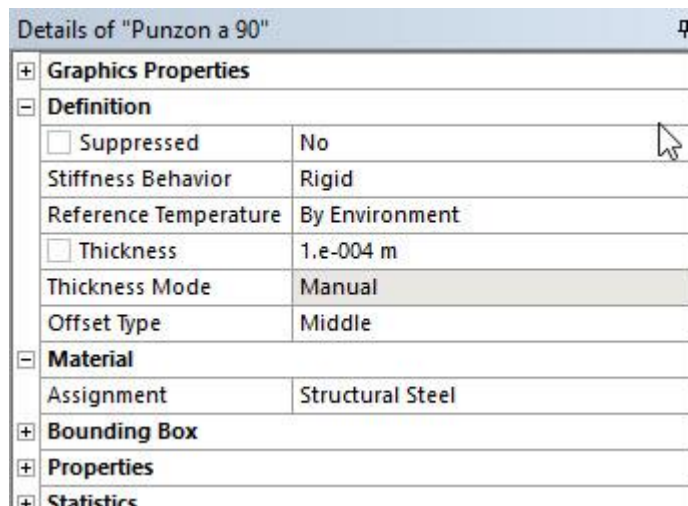 Details of "Punzon a 90"
Graphics Properties
Definition
Suppressed No
Stiffness Behavior Rigid
Reference Temperature By Environment
Thickness 1.e-004 m
Thickness Mode Manual
Offset Type Middle
Material
Assignment Structural Steel
Bounding Box
Properties
Statistics